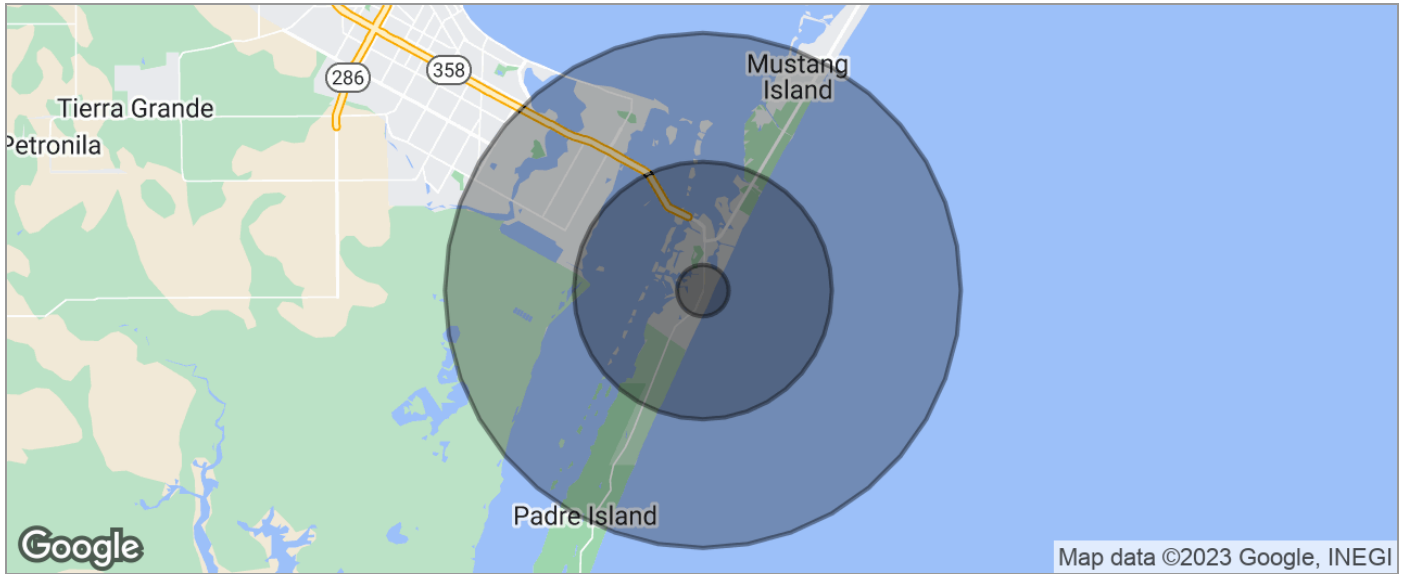 Mustang
Island
358
286
Tierra Grande
Petronila
Padre Island
Google
Map data ©2023 Google, INEGI